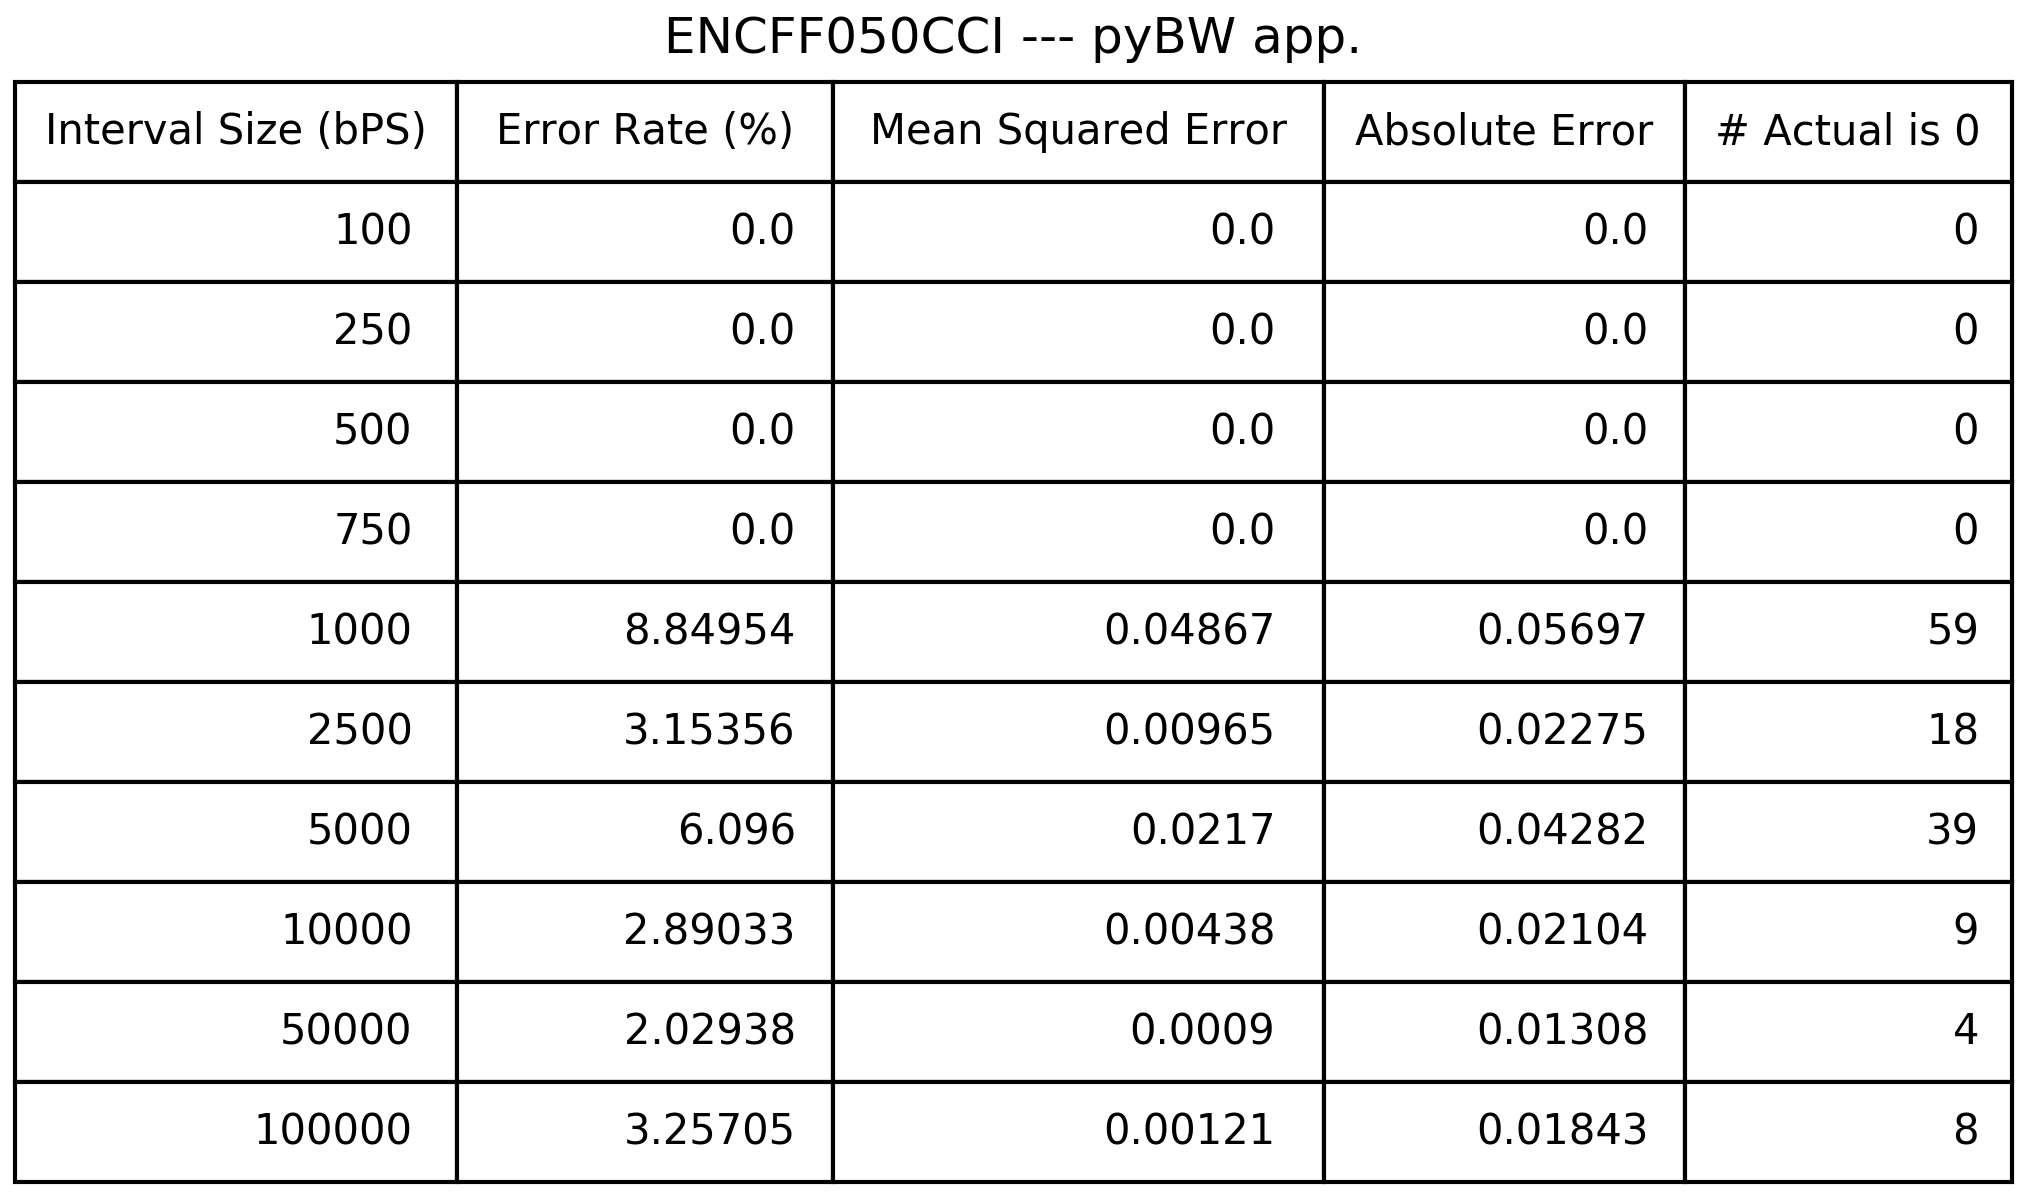 ENCFF050CCI --- pyBW app.
Interval Size (bPS) Error Rate (%) Mean Squared Error Absolute Error # Actual is 0
100 0.0 0.0 0.0 0
250 0.0 0.0 0.0 0
500 0.0 0.0 0.0 0
750 0.0 0.0 0.0 0
1000 8.84954 0.04867 0.05697 59
2500 3.15356 0.00965 0.02275 18
5000 6.096 0.0217 0.04282 39
10000 2.89033 0.00438 0.02104 9
50000 2.02938 0.0009 0.01308 4
100000 3.25705 0.00121 0.01843 8